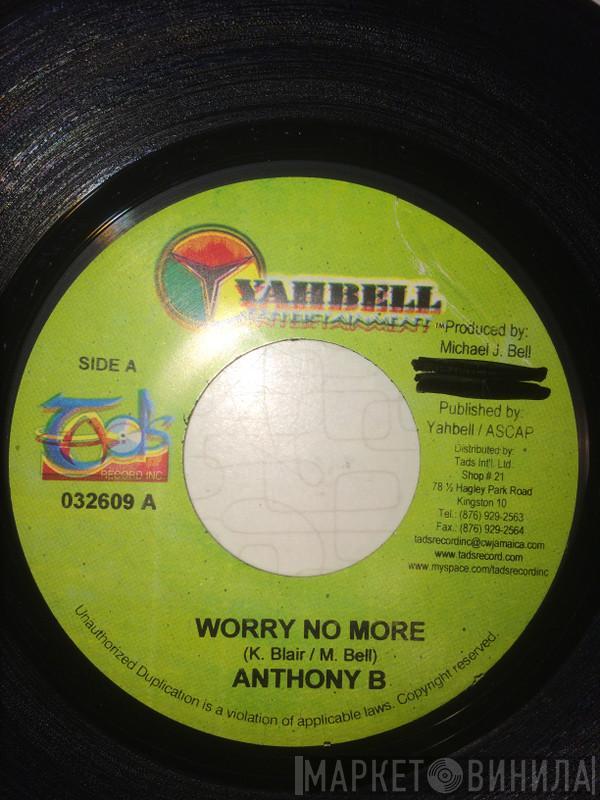 YAHBELL
ENTERTAINMENT™
SIDE A
Tads
RECORD INC
032609 A
Produced by:
Michael J. Bell
Published by:
Yahbell / ASCAP
Distributed by:
Tads Int'l. Ltd.
Shop # 21
78 ½ Hagley Park Road
Kingston 10
Tel.: (876) 929-2563
Fax.: (876) 929-2564
tadsrecordinc@cwjamaica.com
www.tadsrecord.com
www.myspace.com/tadsrecordinc
WORRY NO MORE
(K. Blair / M. Bell)
ANTHONY B
Unauthorized Duplication is a violation of applicable laws. Copyright reserved.
МАРКЕТ ВИНИЛА